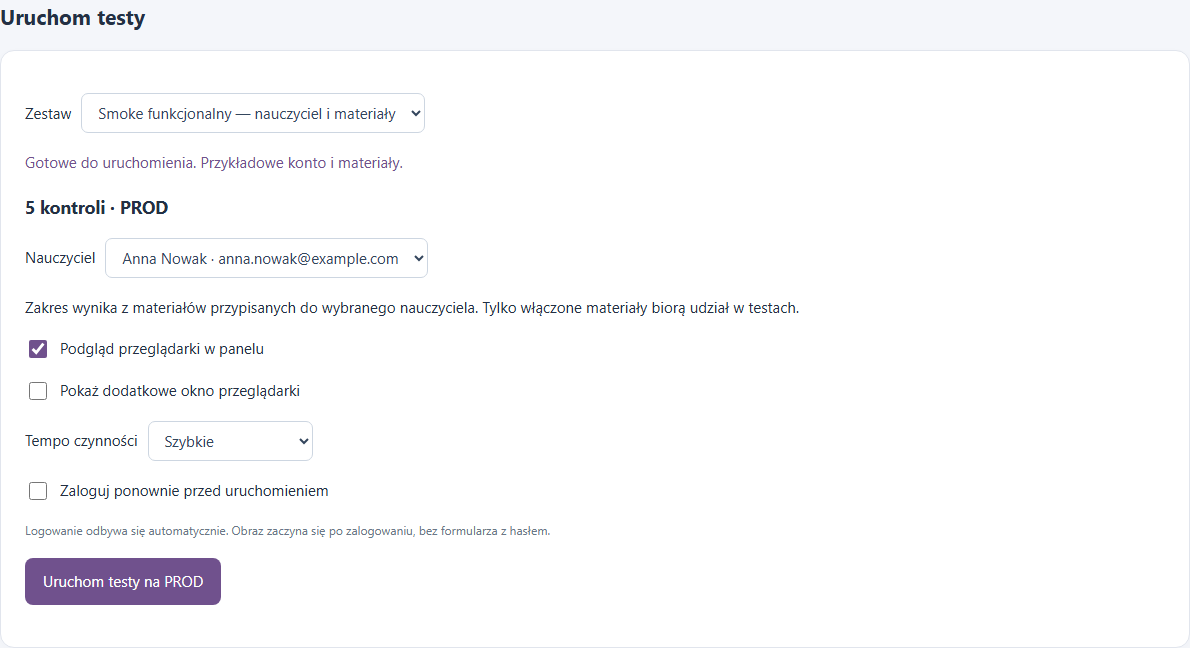 Uruchom testy
Zestaw Smoke funkcjonalny — nauczyciel i materiały
Gotowe do uruchomienia. Przykładowe konto i materiały.
5 kontroli · PROD
Nauczyciel Anna Nowak · anna.nowak@example.com
Zakres wynika z materiałów przypisanych do wybranego nauczyciela. Tylko włączone materiały biorą udział w testach.
Podgląd przeglądarki w panelu
Pokaż dodatkowe okno przeglądarki
Tempo czynności Szybkie
Zaloguj ponownie przed uruchomieniem
Logowanie odbywa się automatycznie. Obraz zaczyna się po zalogowaniu, bez formularza z hasłem.
Uruchom testy na PROD